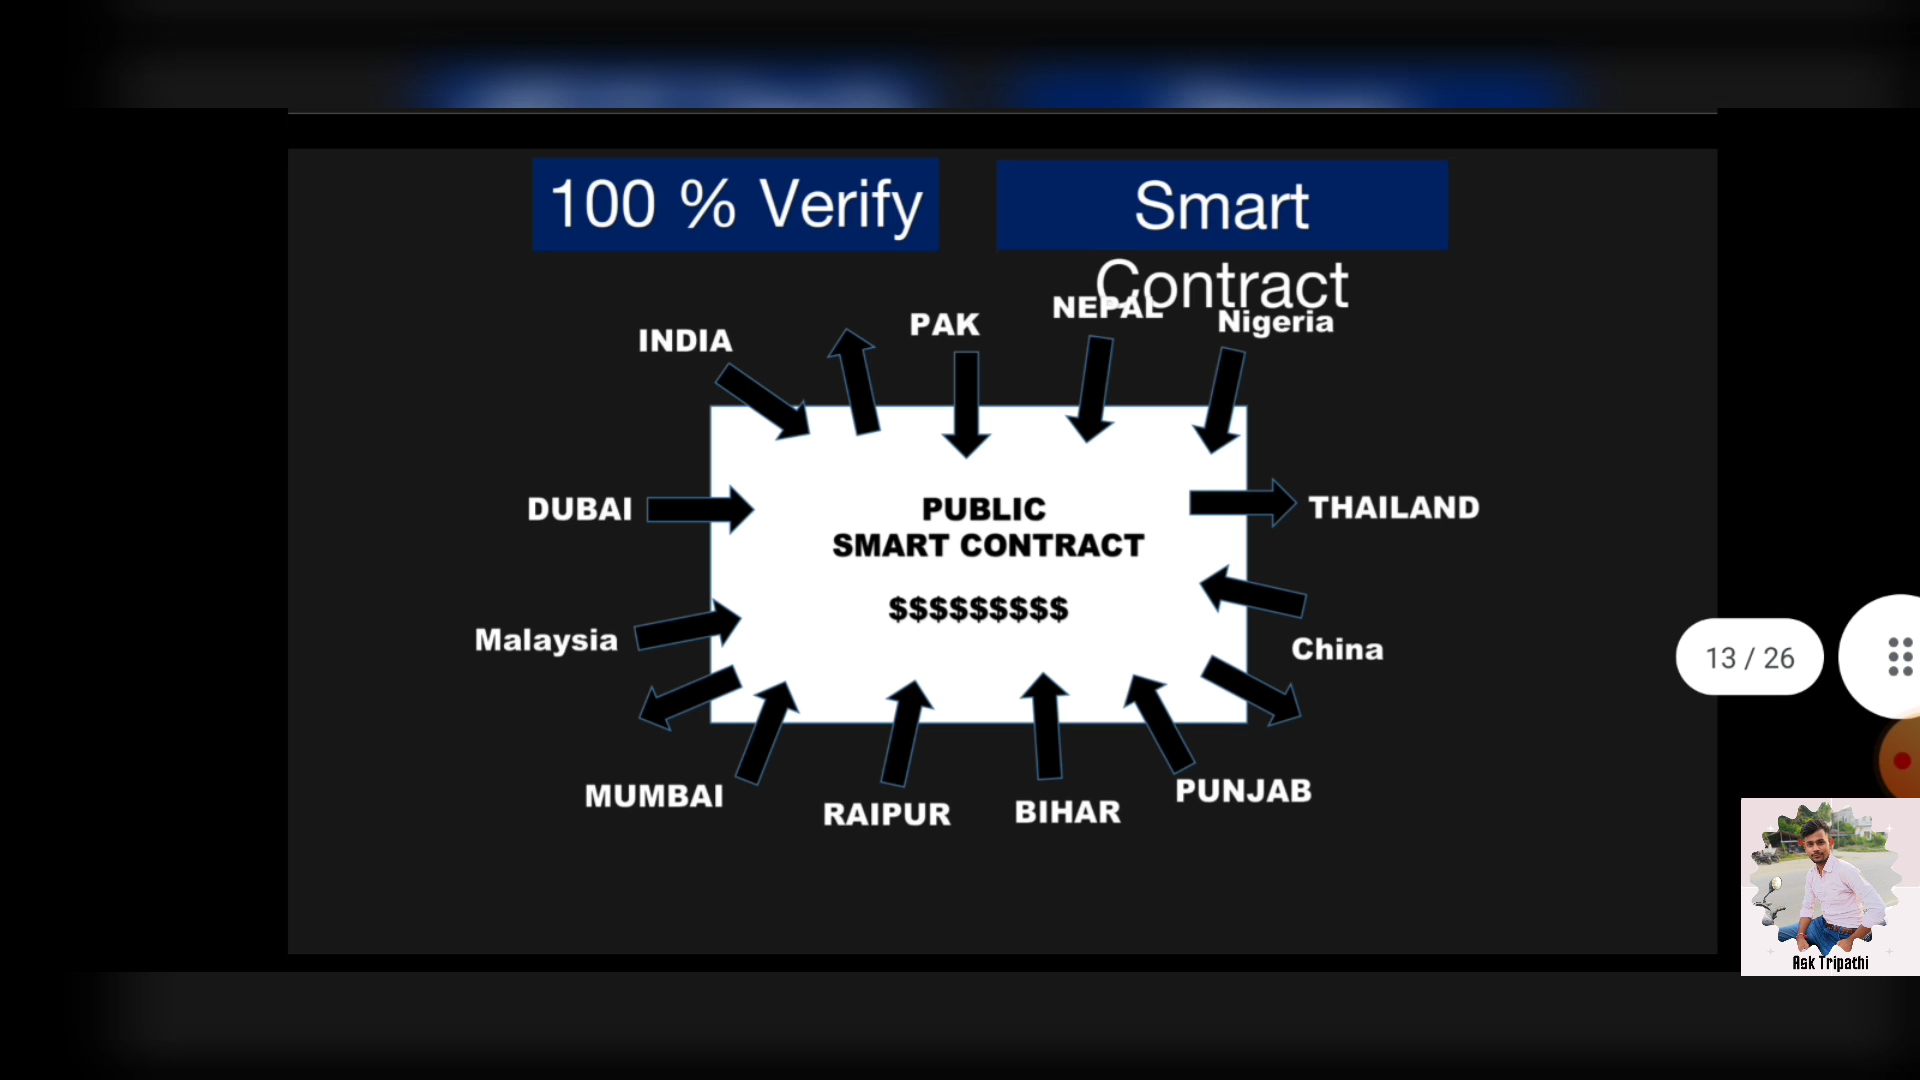 100 % Verify
Smart
Contract
INDIA
PAK
NEPAL
Nigeria
DUBAI
PUBLIC
SMART CONTRACT
$$$$$$$$$
THAILAND
Malaysia
China
13 / 26
MUMBAI
RAIPUR
BIHAR
PUNJAB
Ask Tripathi